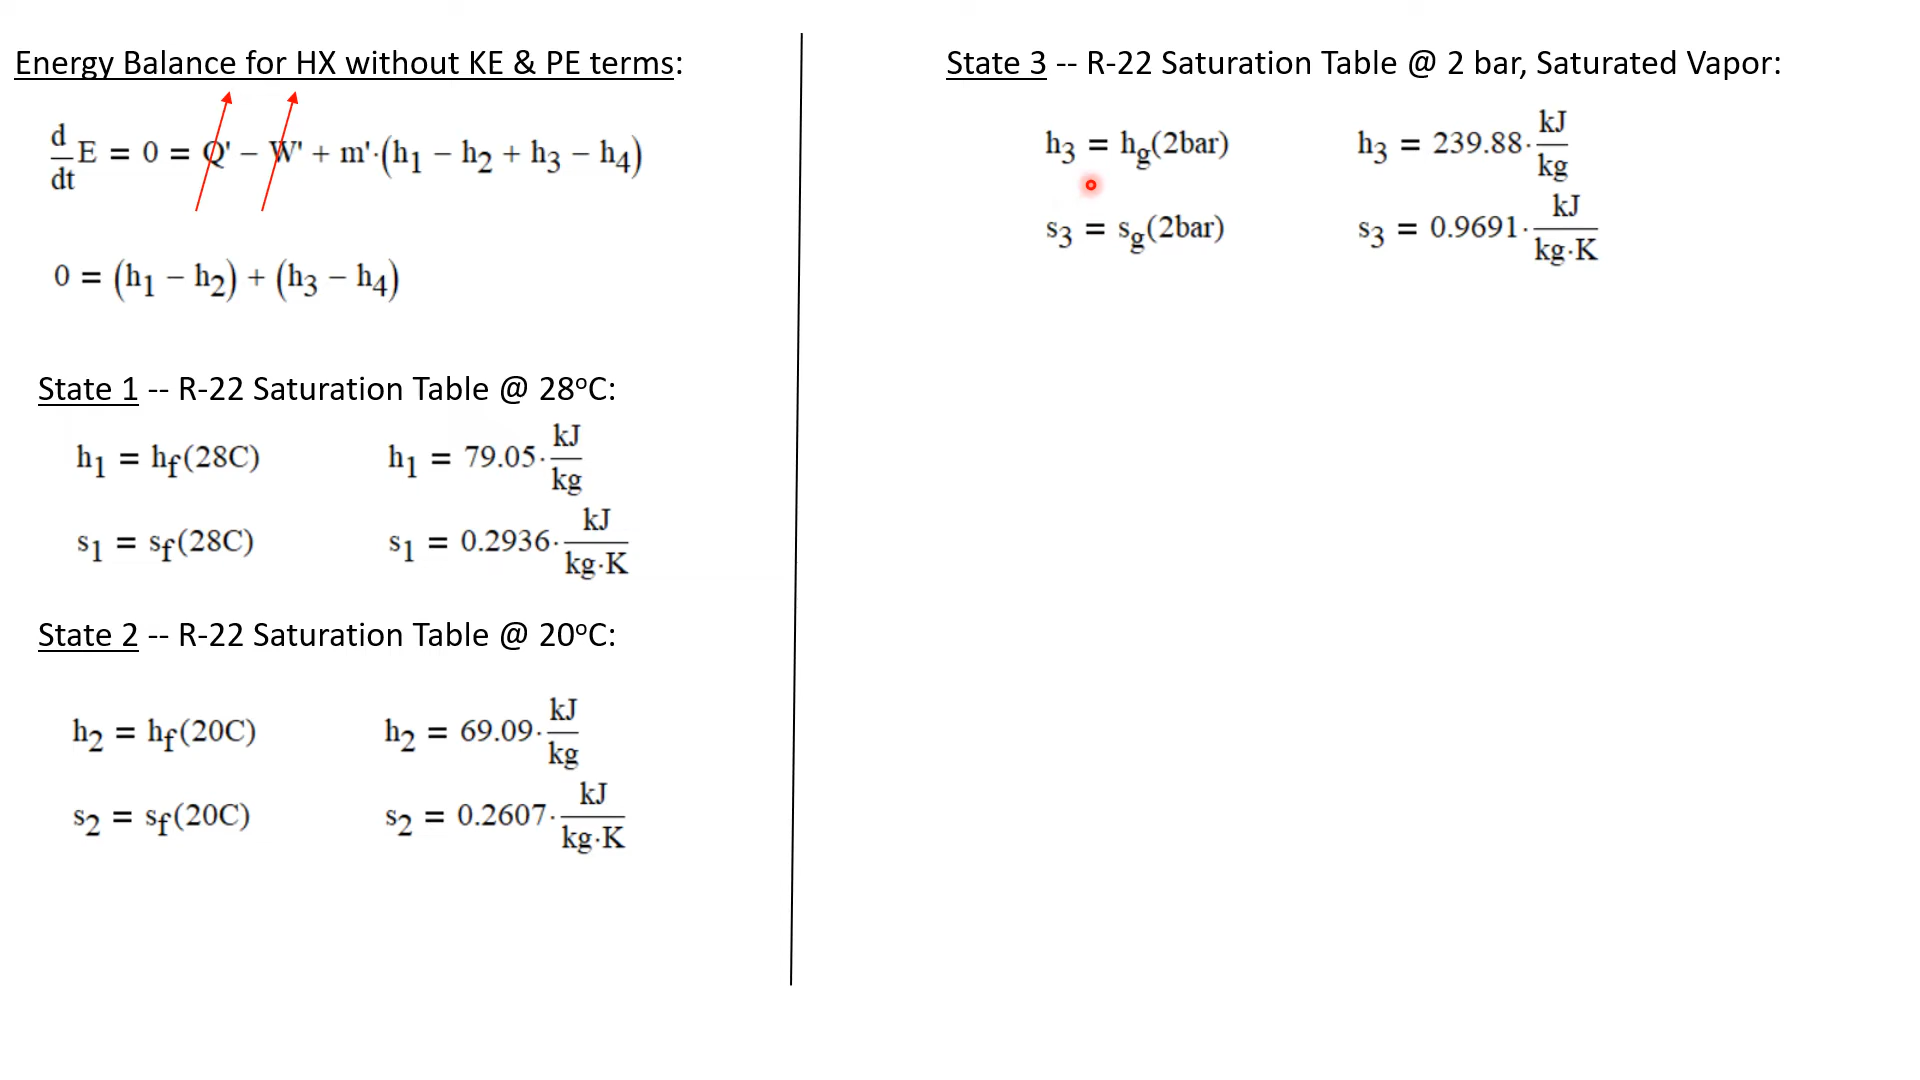 Energy Balance for HX without KE & PE terms:
d/dt E = 0 = Q' − W' + m'·(h1 − h2 + h3 − h4)
0 = (h1 − h2) + (h3 − h4)
State 1 -- R-22 Saturation Table @ 28°C:
h1 = hf(28C) h1 = 79.05· kJ/kg
s1 = sf(28C) s1 = 0.2936· kJ/kg·K
State 2 -- R-22 Saturation Table @ 20°C:
h2 = hf(20C) h2 = 69.09· kJ/kg
s2 = sf(20C) s2 = 0.2607· kJ/kg·K
State 3 -- R-22 Saturation Table @ 2 bar, Saturated Vapor:
h3 = hg(2bar) h3 = 239.88· kJ/kg
s3 = sg(2bar) s3 = 0.9691· kJ/kg·K